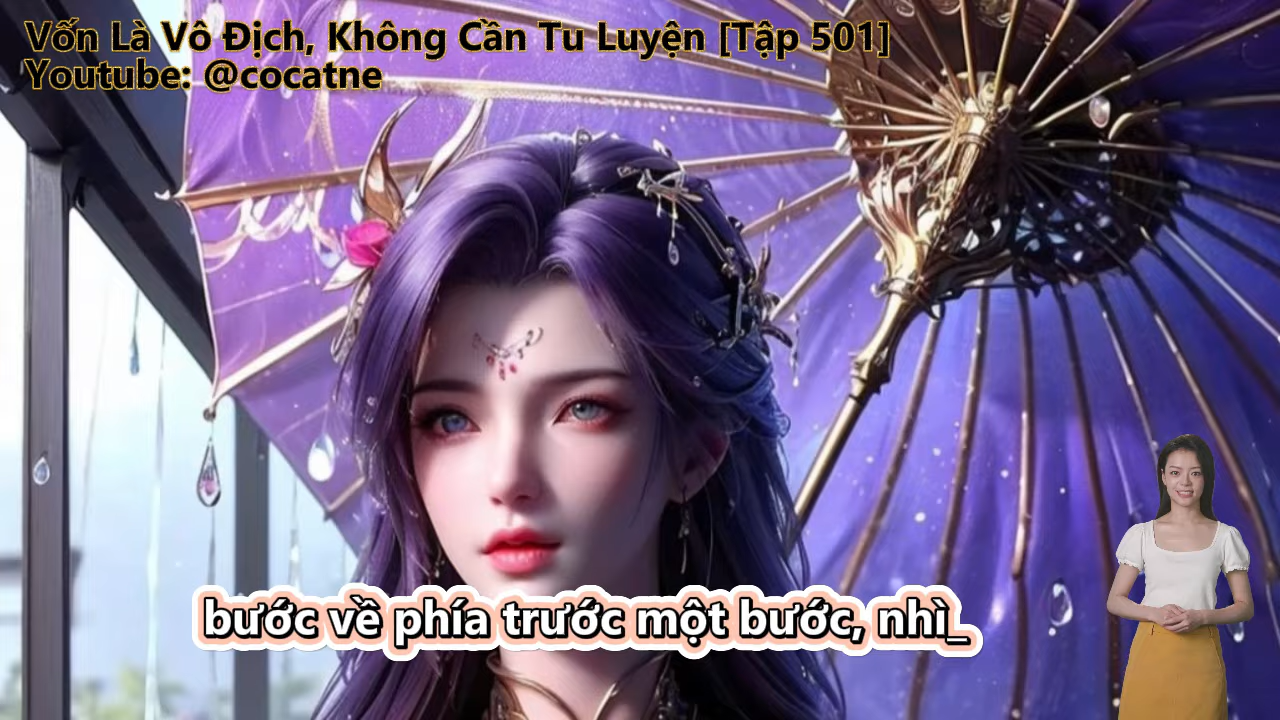 Vốn Là Vô Địch, Không Cần Tu Luyện [Tập 501]
Youtube: @cocatne
bước về phía trước một bước, nhì_